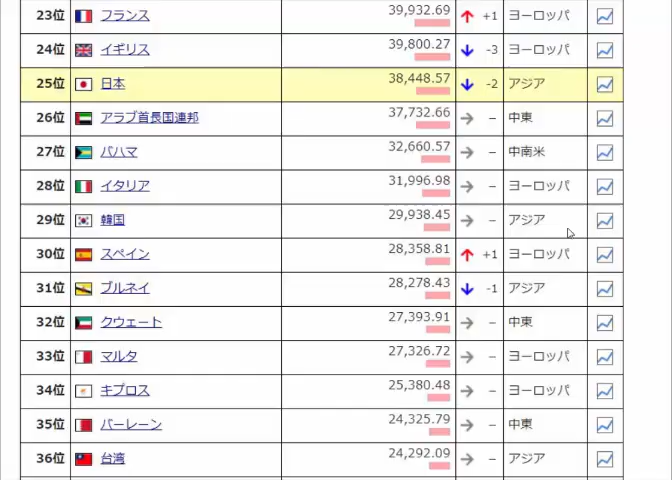 23位 フランス 39,932.69 +1 ヨーロッパ
24位 イギリス 39,800.27 -3 ヨーロッパ
25位 日本 38,448.57 -2 アジア
26位 アラブ首長国連邦 37,732.66 - 中東
27位 バハマ 32,660.57 - 中南米
28位 イタリア 31,996.98 - ヨーロッパ
29位 韓国 29,938.45 - アジア
30位 スペイン 28,358.81 +1 ヨーロッパ
31位 ブルネイ 28,278.43 -1 アジア
32位 クウェート 27,393.91 - 中東
33位 マルタ 27,326.72 - ヨーロッパ
34位 キプロス 25,380.48 - ヨーロッパ
35位 バーレーン 24,325.79 - 中東
36位 台湾 24,292.09 - アジア